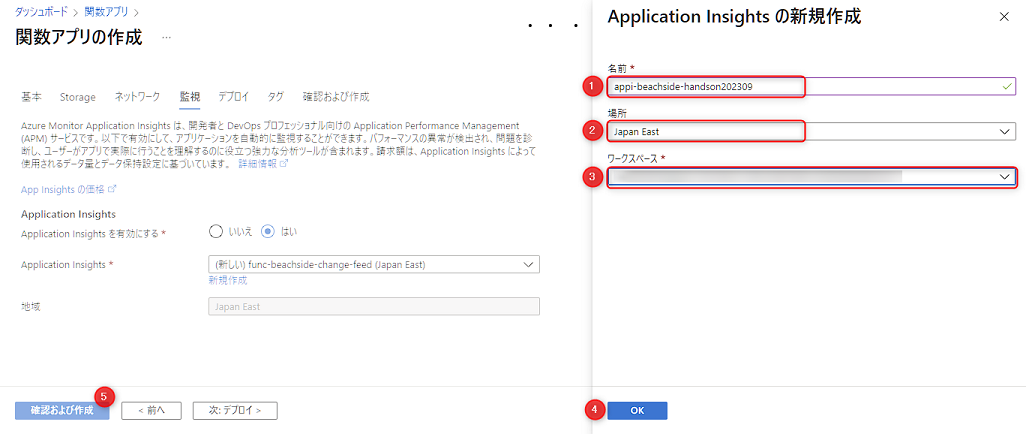 ダッシュボード > 関数アプリ >
関数アプリの作成 ...
基本 Storage ネットワーク 監視 デプロイ タグ 確認および作成
Azure Monitor Application Insights は、開発者と DevOps プロフェッショナル向けの Application Performance Management
(APM) サービスです。以下で有効にして、アプリケーションを自動的に監視することができます。パフォーマンスの異常が検出され、問題を診
断し、ユーザーがアプリで実際に行うことを理解するのに役立つ強力な分析ツールが含まれます。請求額は、Application Insights によって
使用されるデータ量とデータ保持設定に基づいています。 詳細情報
App Insights の価格
Application Insights
Application Insights を有効にする * いいえ はい
Application Insights * (新しい) func-beachside-change-feed (Japan East)
新規作成
地域 Japan East
5
確認および作成 < 前へ 次: デプロイ >
Application Insights の新規作成
名前 *
1 appi-beachside-handson202309
場所
2 Japan East
ワークスペース *
3
4 OK